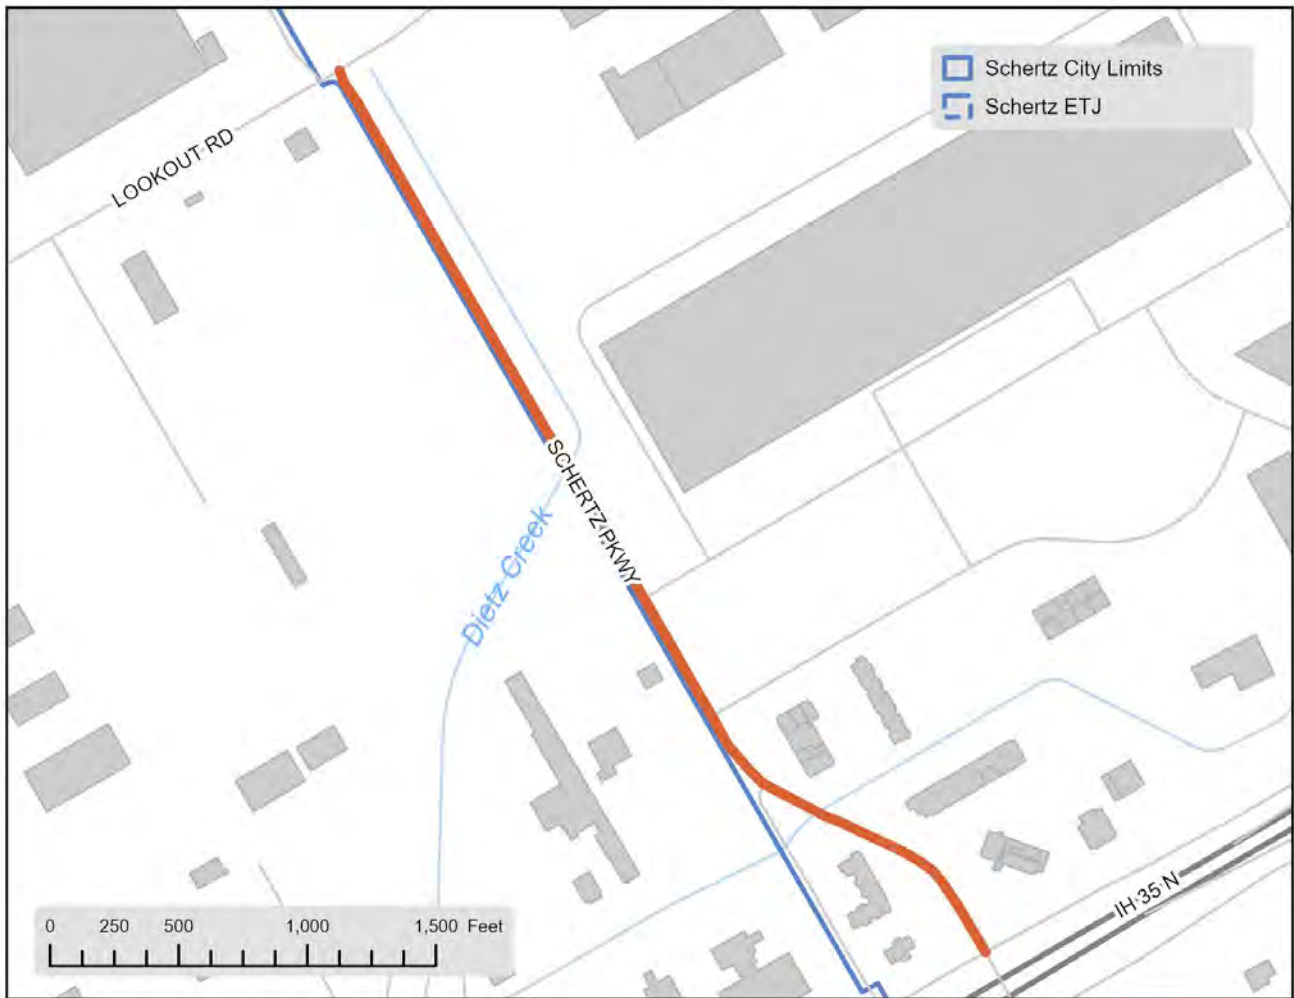 Schertz City Limits
Schertz ETJ
LOOKOUT RD
SCHERTZ PKWY
Dietz Creek
IH 35 N
0 250 500 1,000 1,500 Feet